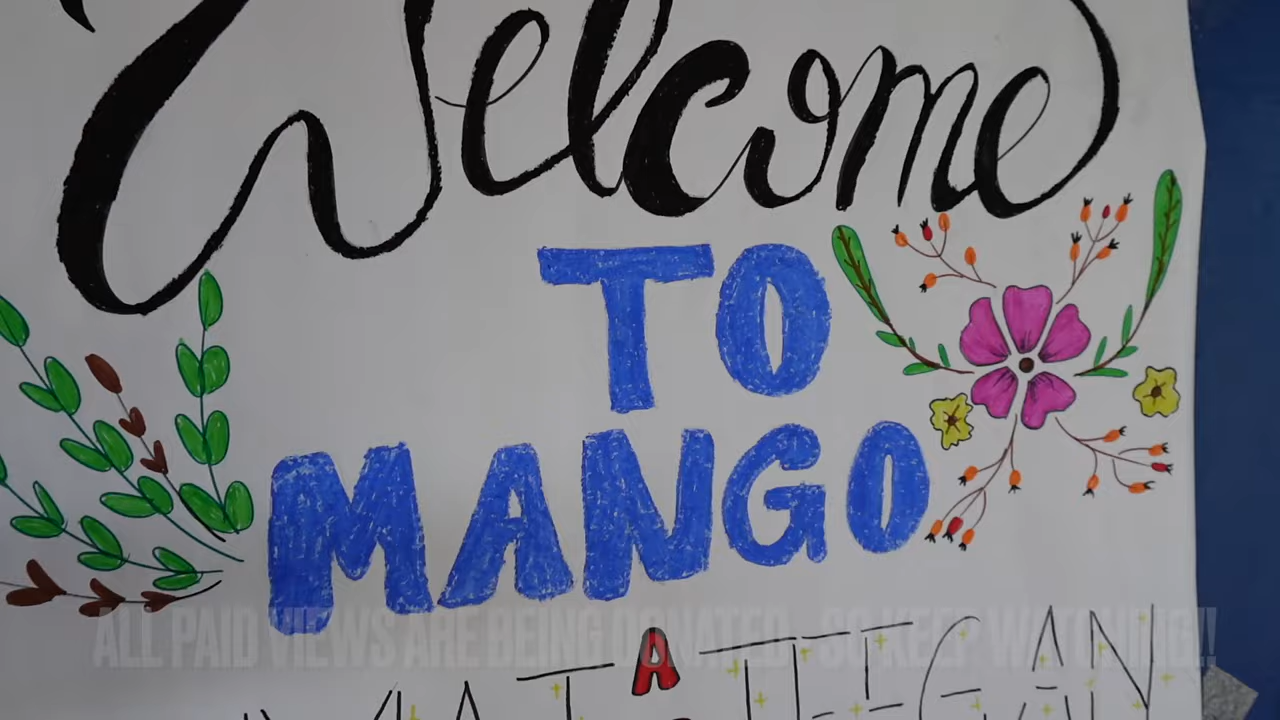 Welcome
TO
MANGO
ALL PAID VIEWS ARE BEING DONATED. SO KEEP WATCHING!!
A